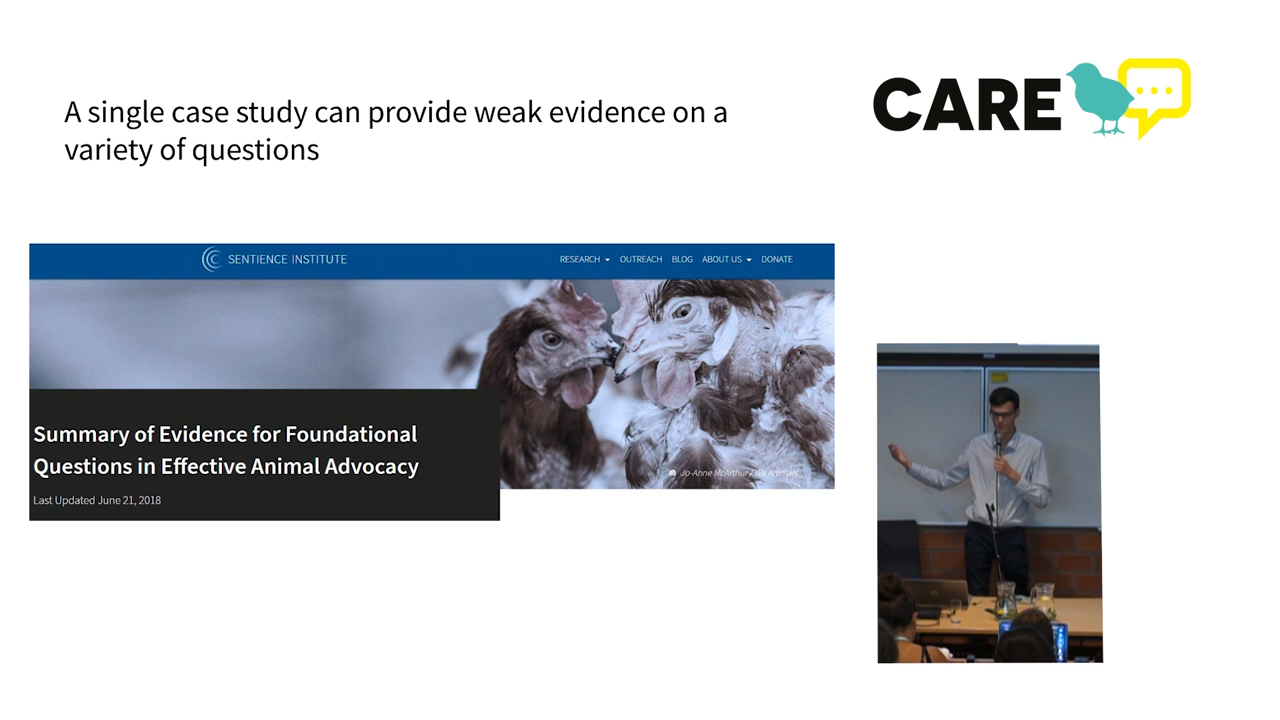 A single case study can provide weak evidence on a
variety of questions
CARE
SENTIENCE INSTITUTE
RESEARCH
OUTREACH
BLOG
ABOUT US
DONATE
Summary of Evidence for Foundational
Questions in Effective Animal Advocacy
Last Updated June 21, 2018
Jo-Anne McArthur / We Animals